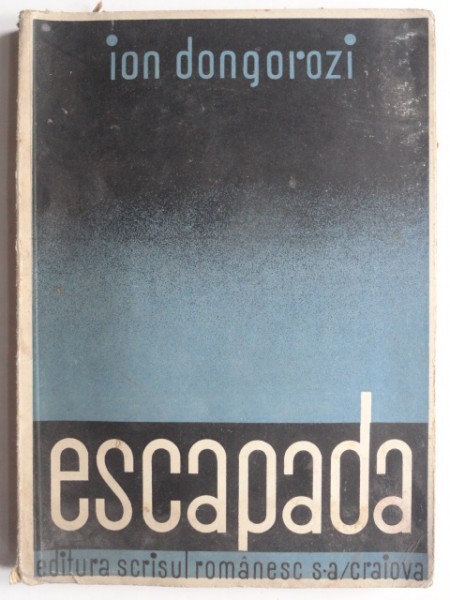 ion dongorozi
escapada
editura scrisul românesc s·a/craiova